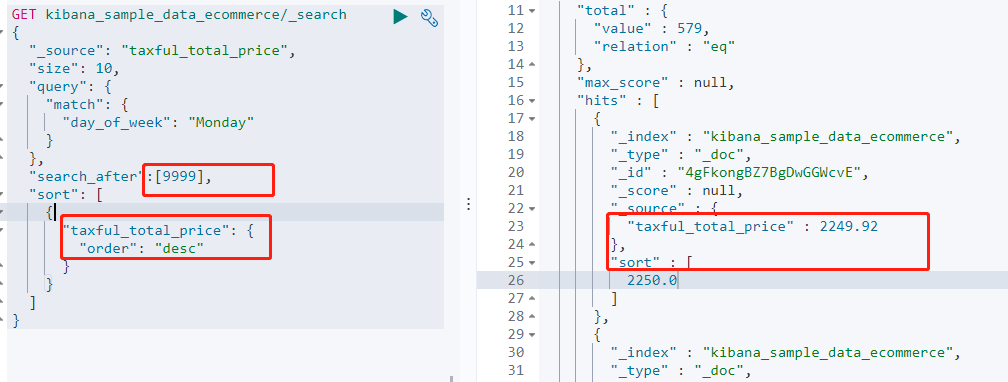 GET kibana_sample_data_ecommerce/_search
{
  "_source": "taxful_total_price",
  "size": 10,
  "query": {
    "match": {
      "day_of_week": "Monday"
    }
  },
  "search_after":[9999],
  "sort": [
    {
      "taxful_total_price": {
        "order": "desc"
      }
    }
  ]
}
11 "total" : {
12 "value" : 579,
13 "relation" : "eq"
14 },
15 "max_score" : null,
16 "hits" : [
17 {
18 "_index" : "kibana_sample_data_ecommerce",
19 "_type" : "_doc",
20 "_id" : "4gFkongBZ7BgDwGGWcvE",
21 "_score" : null,
22 "_source" : {
23 "taxful_total_price" : 2249.92
24 },
25 "sort" : [
26 2250.0
27 ]
28 },
29 {
30 "_index" : "kibana_sample_data_ecommerce",
31 "_type" : "_doc",